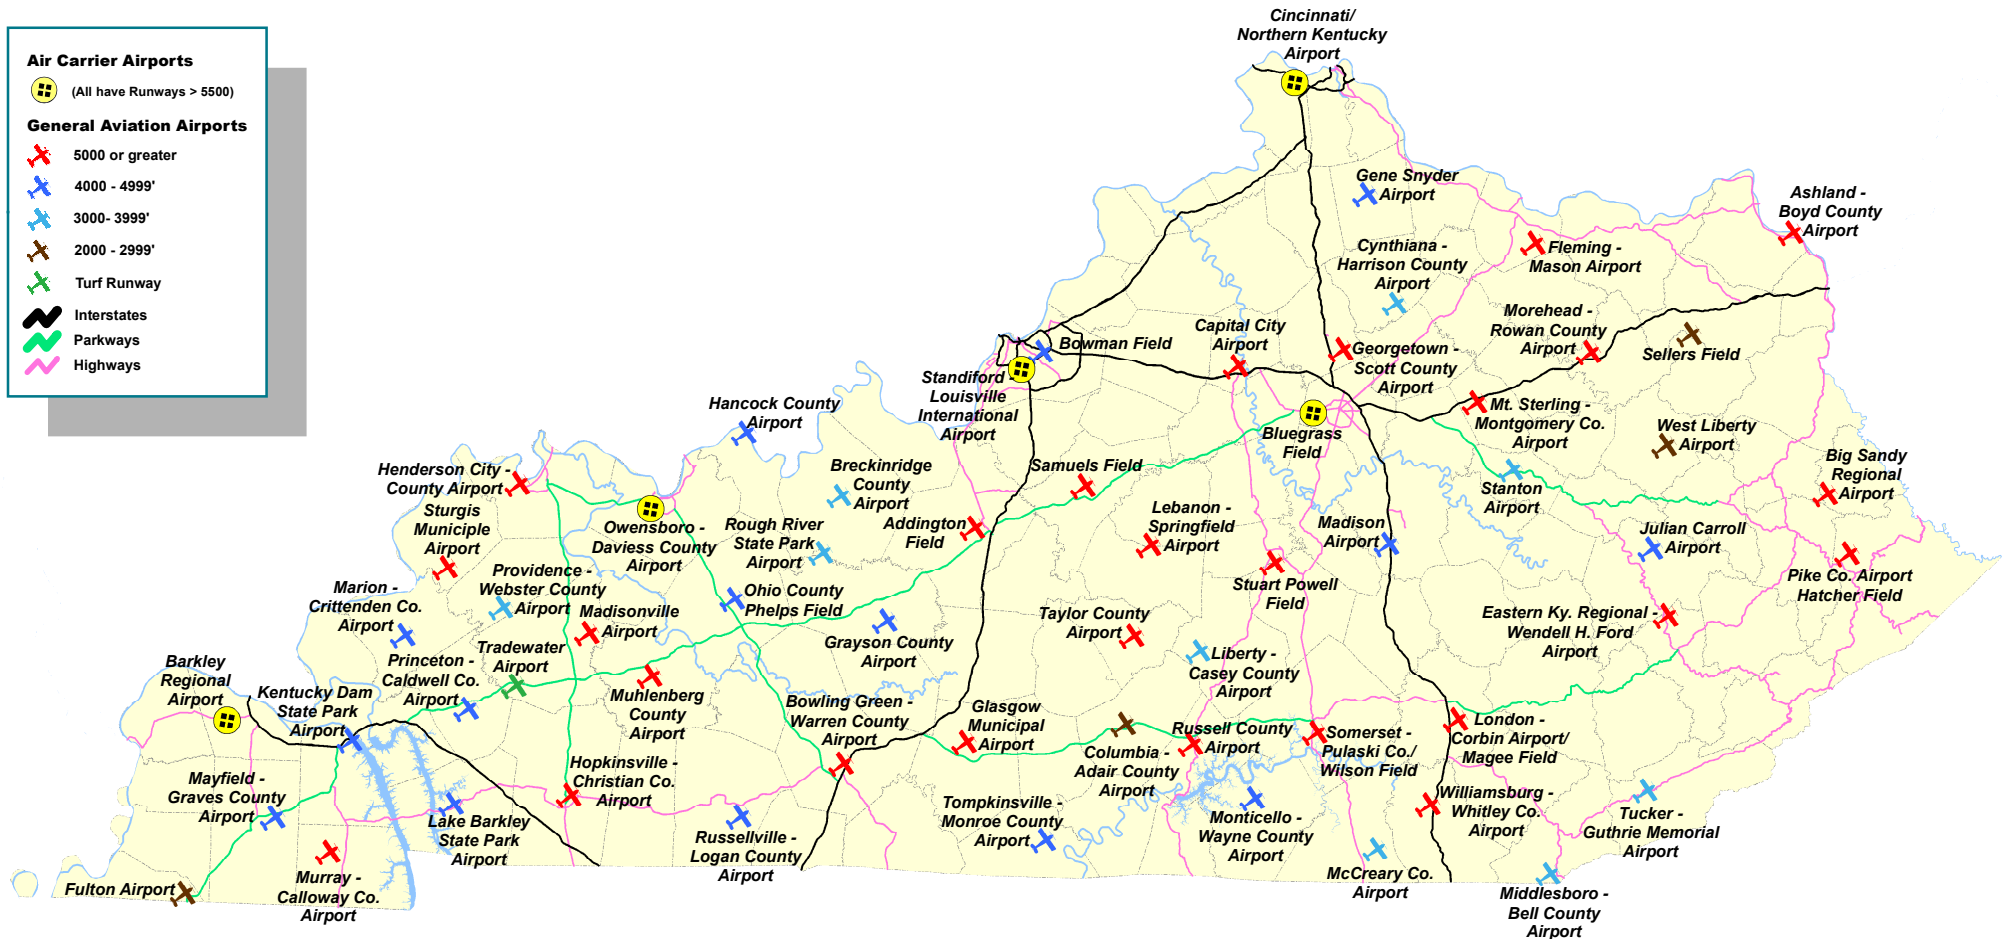 Air Carrier Airports
(All have Runways > 5500)
General Aviation Airports
5000 or greater
4000 - 4999'
3000- 3999'
2000 - 2999'
Turf Runway
Interstates
Parkways
Highways
Cincinnati/
Northern Kentucky
Airport
Gene Snyder
Airport
Ashland -
Boyd County
Airport
Cynthiana -
Harrison County
Airport
Fleming -
Mason Airport
Morehead -
Rowan County
Airport
Sellers Field
Capital City
Airport
Georgetown -
Scott County
Airport
Bowman Field
Standiford -
Louisville
International
Airport
Hancock County
Airport
Mt. Sterling -
Montgomery Co.
Airport
West Liberty
Airport
Bluegrass
Field
Big Sandy
Regional
Airport
Henderson City -
County Airport
Breckinridge
County
Airport
Samuels Field
Stanton
Airport
Sturgis
Municiple
Airport
Owensboro -
Daviess County
Airport
Rough River
State Park
Airport
Addington
Field
Lebanon -
Springfield
Airport
Madison
Airport
Julian Carroll
Airport
Pike Co. Airport
Hatcher Field
Marion -
Crittenden Co.
Airport
Providence -
Webster County
Airport
Madisonville
Airport
Ohio County
Phelps Field
Stuart Powell
Field
Taylor County
Airport
Eastern Ky. Regional -
Wendell H. Ford
Airport
Grayson County
Airport
Tradewater
Airport
Liberty -
Casey County
Airport
Barkley
Regional
Airport
Kentucky Dam
State Park
Airport
Princeton -
Caldwell Co.
Airport
Muhlenberg
County
Airport
Bowling Green -
Warren County
Airport
Glasgow
Municipal
Airport
Columbia -
Adair County
Airport
Russell County
Airport
Somerset -
Pulaski Co./
Wilson Field
London -
Corbin Airport/
Magee Field
Mayfield -
Graves County
Airport
Hopkinsville -
Christian Co.
Airport
Lake Barkley
State Park
Airport
Russellville -
Logan County
Airport
Tompkinsville -
Monroe County
Airport
Monticello -
Wayne County
Airport
Williamsburg -
Whitley Co.
Airport
Tucker -
Guthrie Memorial
Airport
Fulton Airport
Murray -
Calloway Co.
Airport
McCreary Co.
Airport
Middlesboro -
Bell County
Airport